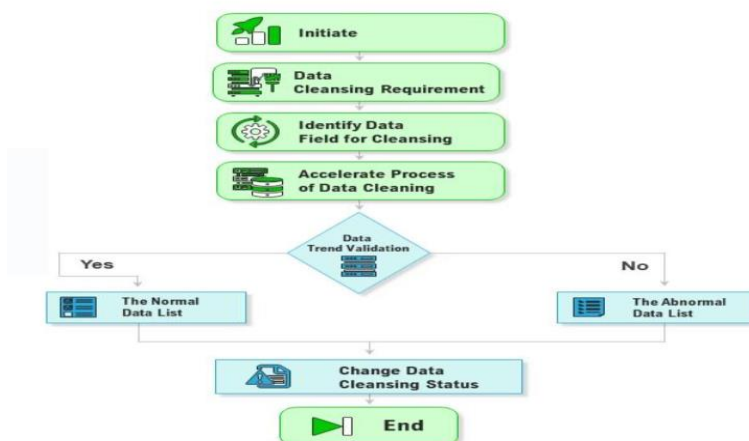 Initiate
Data
Cleansing Requirement
Identify Data
Field for Cleansing
Accelerate Process
of Data Cleaning
Data
Trend Validation
Yes
No
The Normal
Data List
The Abnormal
Data List
Change Data
Cleansing Status
End